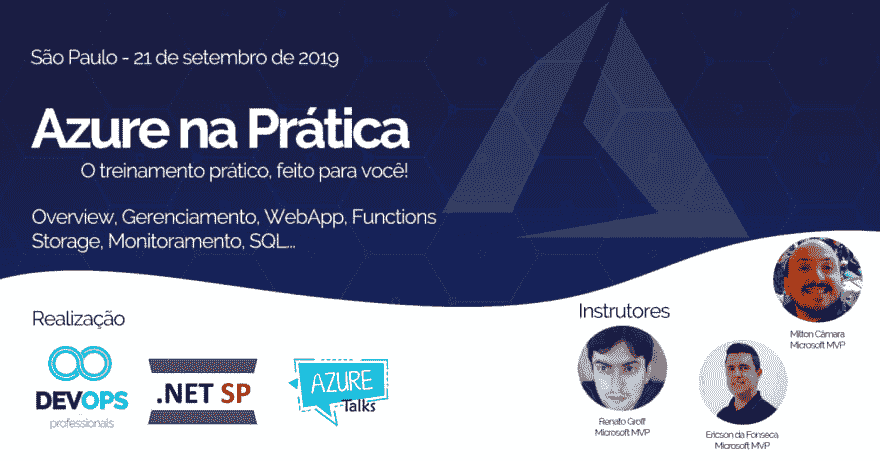 São Paulo - 21 de setembro de 2019
Azure na Prática
O treinamento prático, feito para você!
Overview, Gerenciamento, WebApp, Functions
Storage, Monitoramento, SQL...
Realização
DEVOPS
professionals
.NET SP
AZURE
Talks
Instrutores
Renato Groff
Microsoft MVP
Ericson da Fonseca
Microsoft MVP
Milton Câmara
Microsoft MVP